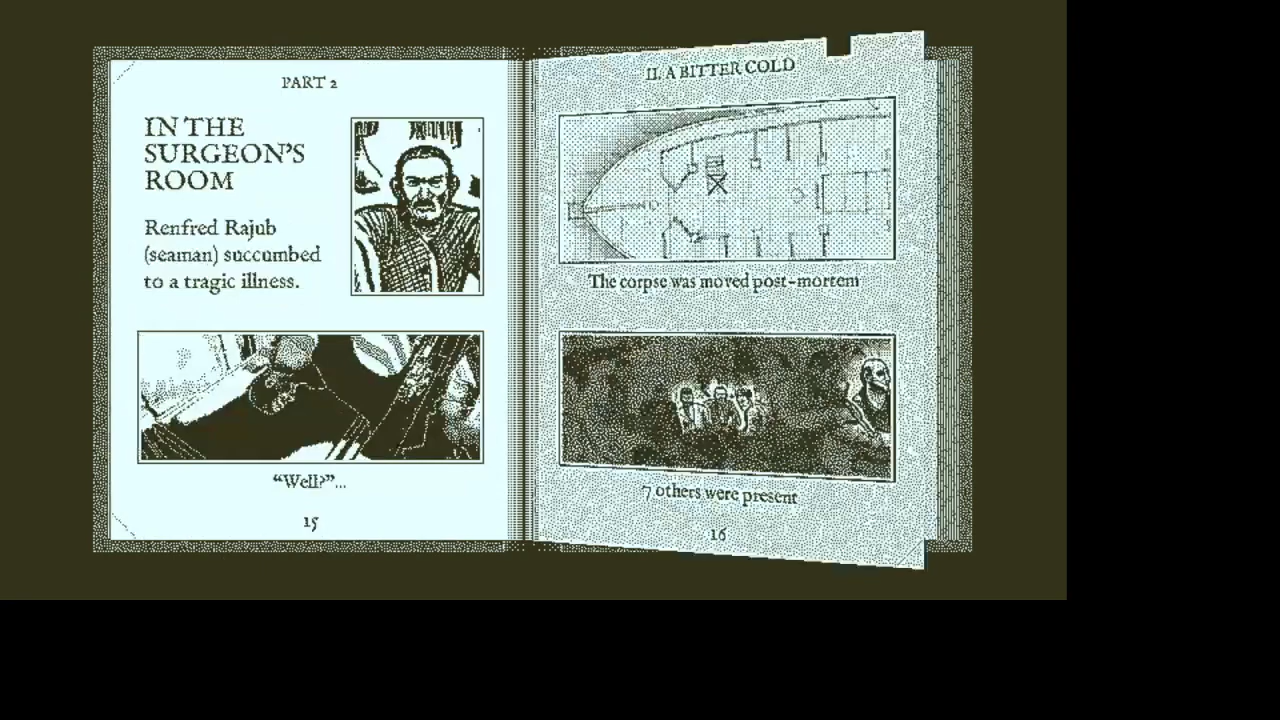 PART 2
IN THE
SURGEON'S
ROOM
Renfred Rajub
(seaman) succumbed
to a tragic illness.
“Well?”...
15
II. A BITTER COLD
The corpse was moved post-mortem
7 others were present
16